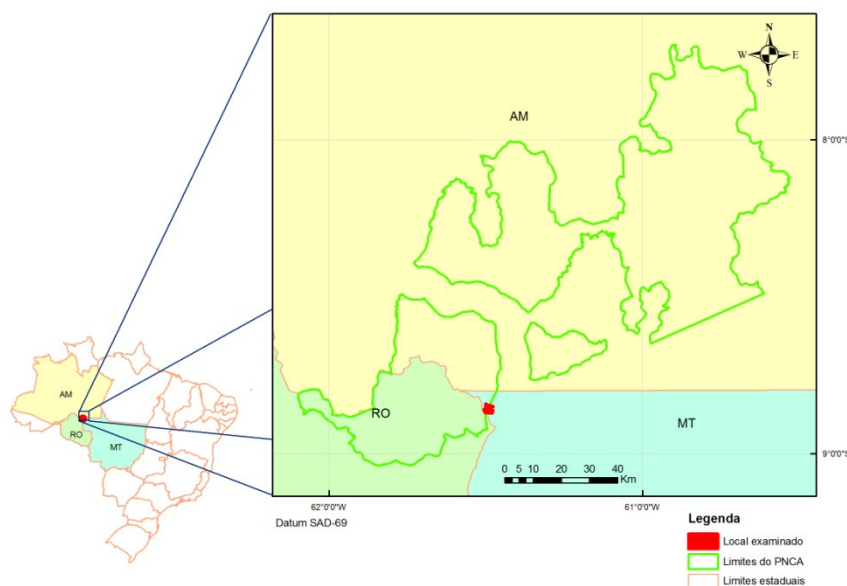 N
W E
S
AM
8°0'0"S
RO
MT
9°0'0"S
0 5 10 20 30 40
Km
62°0'0"W 61°0'0"W
Datum SAD-69
AM
RO
MT
Legenda
Local examinado
Limites do PNCA
Limites estaduais